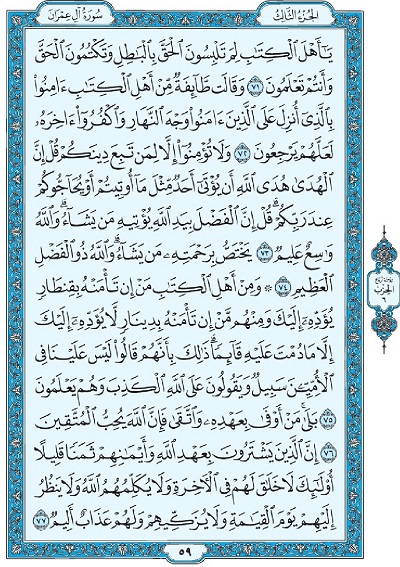 الجزء الثالث
سورة آل عمران
يَٰٓأَهْلَ ٱلْكِتَٰبِ لِمَ تَلْبِسُونَ ٱلْحَقَّ بِٱلْبَٰطِلِ وَتَكْتُمُونَ ٱلْحَقَّ
وَأَنتُمْ تَعْلَمُونَ ٧١ وَقَالَت طَّآئِفَةٌ مِّنْ أَهْلِ ٱلْكِتَٰبِ ءَامِنُوا۟
بِٱلَّذِىٓ أُنزِلَ عَلَى ٱلَّذِينَ ءَامَنُوا۟ وَجْهَ ٱلنَّهَارِ وَٱكْفُرُوٓا۟ ءَاخِرَهُۥ
لَعَلَّهُمْ يَرْجِعُونَ ٧٢ وَلَا تُؤْمِنُوٓا۟ إِلَّا لِمَن تَبِعَ دِينَكُمْ قُلْ إِنَّ
ٱلْهُدَىٰ هُدَى ٱللَّهِ أَن يُؤْتَىٰٓ أَحَدٌ مِّثْلَ مَآ أُوتِيتُمْ أَوْ يُحَآجُّوكُمْ
عِندَ رَبِّكُمْ ۗ قُلْ إِنَّ ٱلْفَضْلَ بِيَدِ ٱللَّهِ يُؤْتِيهِ مَن يَشَآءُ ۗ وَٱللَّهُ
وَٰسِعٌ عَلِيمٌ ٧٣ يَخْتَصُّ بِرَحْمَتِهِۦ مَن يَشَآءُ ۗ وَٱللَّهُ ذُو ٱلْفَضْلِ
ٱلْعَظِيمِ ٧٤ ۞ وَمِنْ أَهْلِ ٱلْكِتَٰبِ مَنْ إِن تَأْمَنْهُ بِقِنطَارٍ
يُؤَدِّهِۦٓ إِلَيْكَ وَمِنْهُم مَّنْ إِن تَأْمَنْهُ بِدِينَارٍ لَّا يُؤَدِّهِۦٓ إِلَيْكَ
إِلَّا مَا دُمْتَ عَلَيْهِ قَآئِمًا ۗ ذَٰلِكَ بِأَنَّهُمْ قَالُوا۟ لَيْسَ عَلَيْنَا فِى
ٱلْأُمِّيِّـۧنَ سَبِيلٌ وَيَقُولُونَ عَلَى ٱللَّهِ ٱلْكَذِبَ وَهُمْ يَعْلَمُونَ
٧٥ بَلَىٰ مَنْ أَوْفَىٰ بِعَهْدِهِۦ وَٱتَّقَىٰ فَإِنَّ ٱللَّهَ يُحِبُّ ٱلْمُتَّقِينَ
٧٦ إِنَّ ٱلَّذِينَ يَشْتَرُونَ بِعَهْدِ ٱللَّهِ وَأَيْمَٰنِهِمْ ثَمَنًا قَلِيلًا
أُو۟لَٰٓئِكَ لَا خَلَٰقَ لَهُمْ فِى ٱلْءَاخِرَةِ وَلَا يُكَلِّمُهُمُ ٱللَّهُ وَلَا يَنظُرُ
إِلَيْهِمْ يَوْمَ ٱلْقِيَٰمَةِ وَلَا يُزَكِّيهِمْ وَلَهُمْ عَذَابٌ أَلِيمٌ ٧٧
الحزب
٦
٥٩